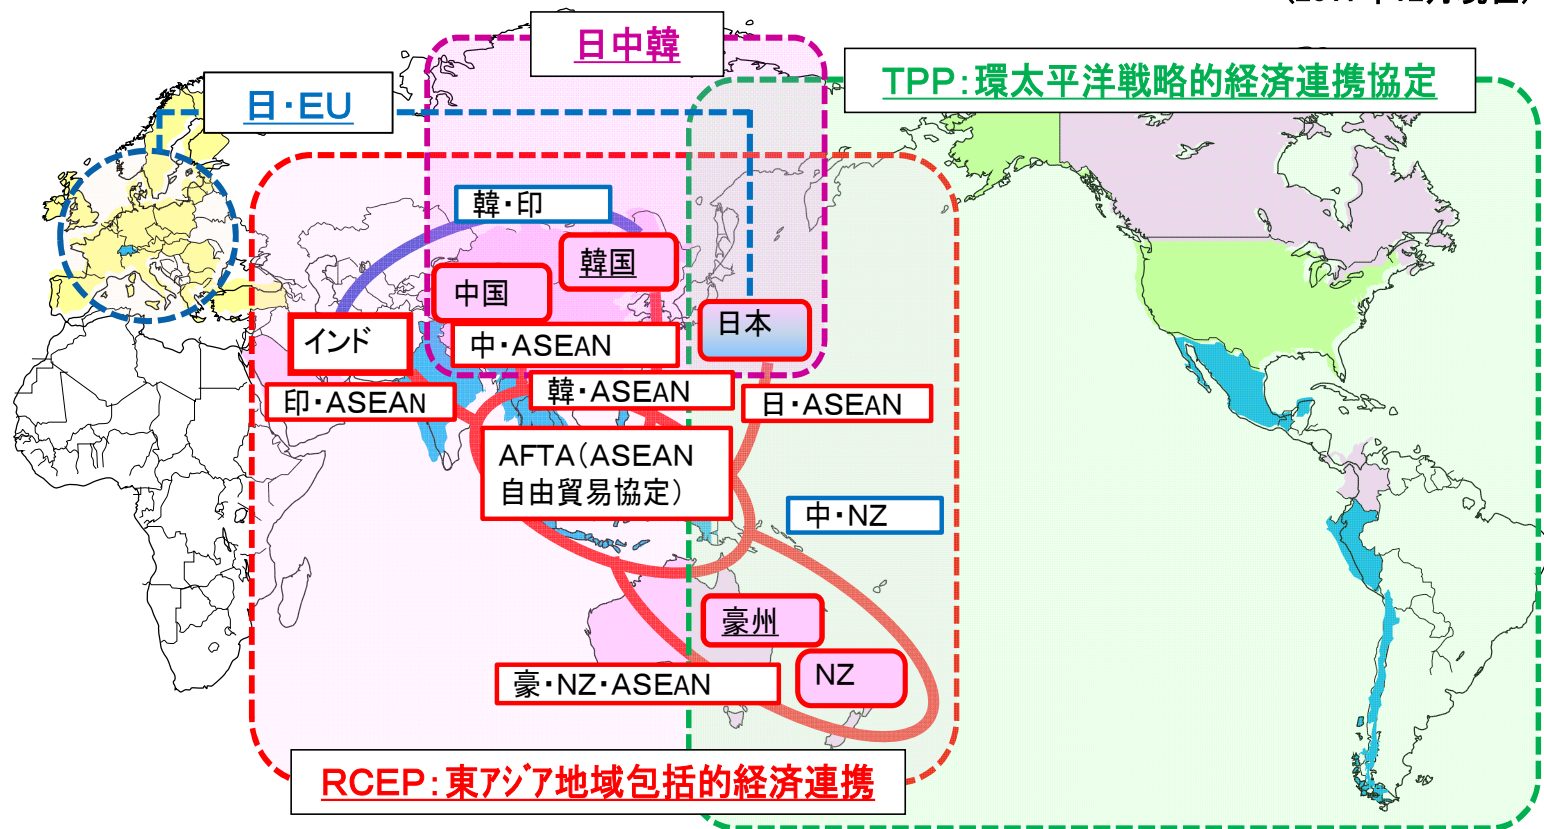 日中韓
TPP：環太平洋戦略的経済連携協定
日・EU
韓・印
韓国
中国
日本
インド
中・ASEAN
韓・ASEAN
印・ASEAN
日・ASEAN
AFTA（ASEAN
自由貿易協定）
中・NZ
豪州
NZ
豪・NZ・ASEAN
RCEP：東アジア地域包括的経済連携